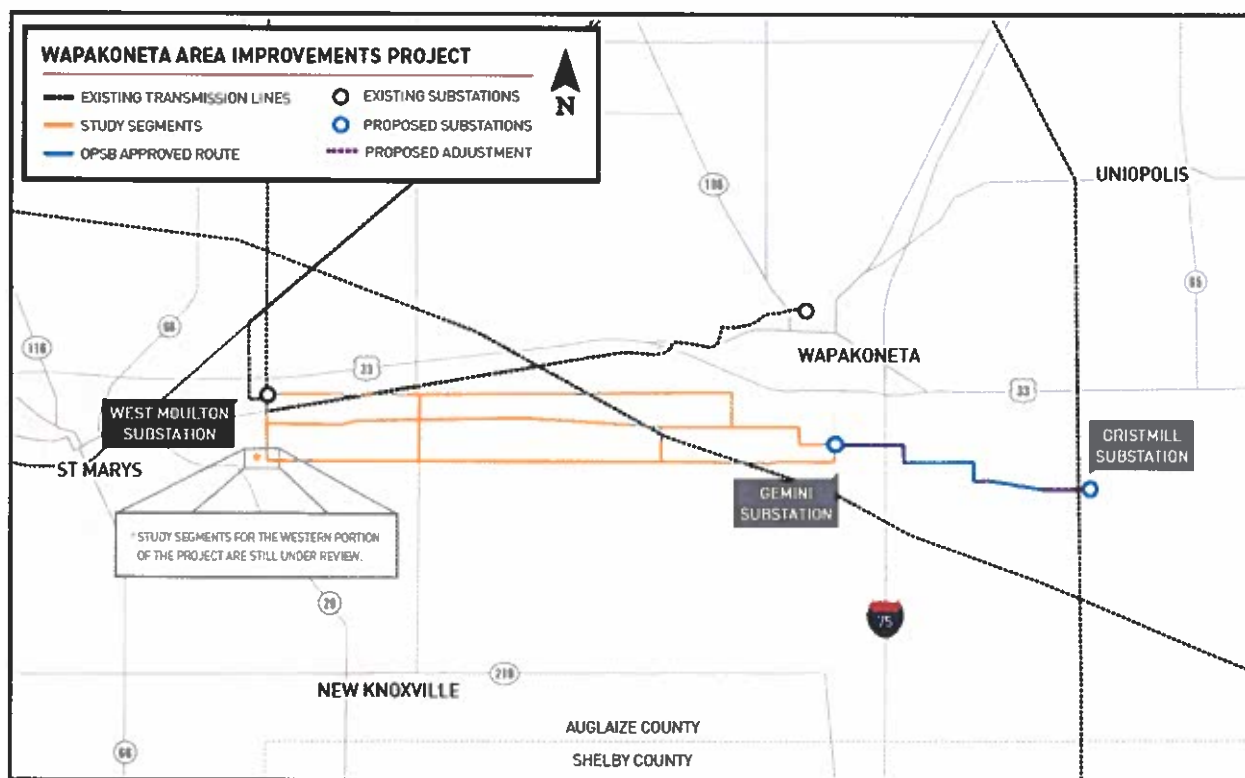 WAPAKONETA AREA IMPROVEMENTS PROJECT
EXISTING TRANSMISSION LINES
EXISTING SUBSTATIONS
STUDY SEGMENTS
PROPOSED SUBSTATIONS
OPSB APPROVED ROUTE
PROPOSED ADJUSTMENT
N
UNIOPOLIS
65
116
33
WAPAKONETA
33
WEST MOULTON
SUBSTATION
ST MARYS
CRISTMILL
SUBSTATION
GEMINI
SUBSTATION
*STUDY SEGMENTS FOR THE WESTERN PORTION
OF THE PROJECT ARE STILL UNDER REVIEW.
29
75
219
NEW KNOXVILLE
AUGLAIZE COUNTY
SHELBY COUNTY
66